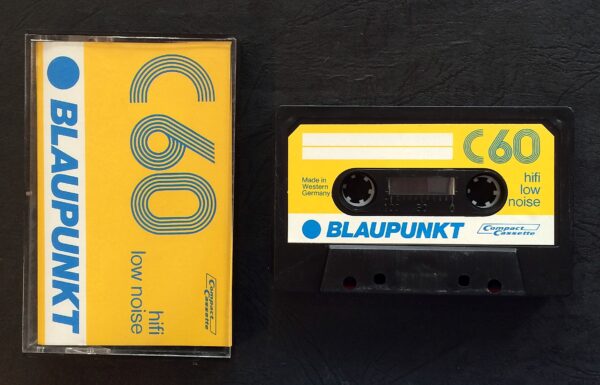 C60
hifi
low noise
Compact
Cassette
BLAUPUNKT
C60
hifi
low
noise
Made in
Western
Germany
BLAUPUNKT
Compact
Cassette